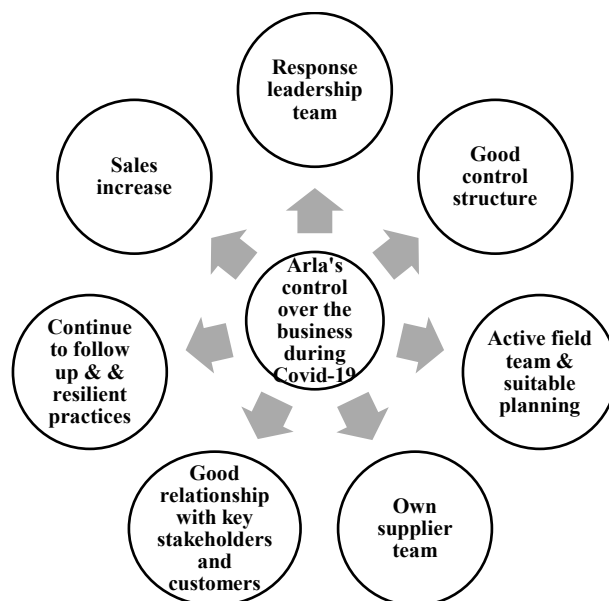 Response
leadership
team
Good
control
structure
Active field
team &
suitable
planning
Own
supplier
team
Good
relationship
with key
stakeholders
and
customers
Continue
to follow
up & &
resilient
practices
Sales
increase
Arla's
control
over the
business
during
Covid-19